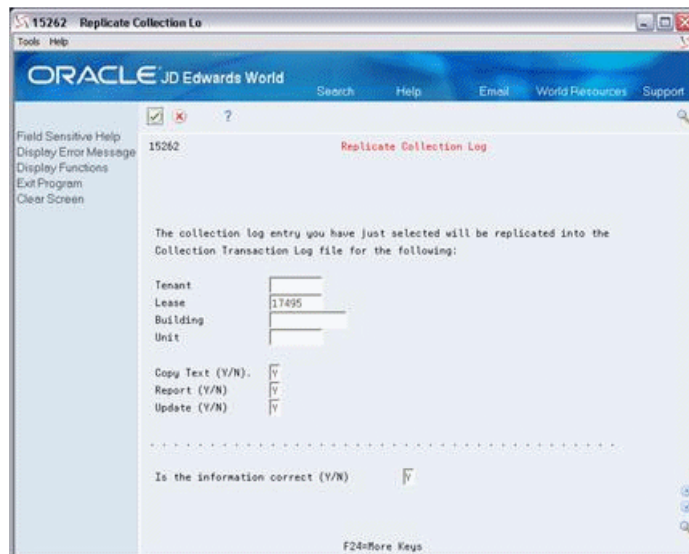 15262 Replicate Collection Lo
Tools Help
ORACLE JD Edwards World
Search Help Email World Resources Support
?
Field Sensitive Help
Display Error Message
Display Functions
Exit Program
Clear Screen
15262 Replicate Collection Log
The collection log entry you have just selected will be replicated into the
Collection Transaction Log file for the following:
Tenant
Lease 17495
Building
Unit
Copy Text (Y/N). Y
Report (Y/N) Y
Update (Y/N) Y
. . . . . . . . . . . . . . . . . . . . . . . . . . . . . . . . . . . . . . . .
Is the information correct (Y/N) Y
F24=More Keys